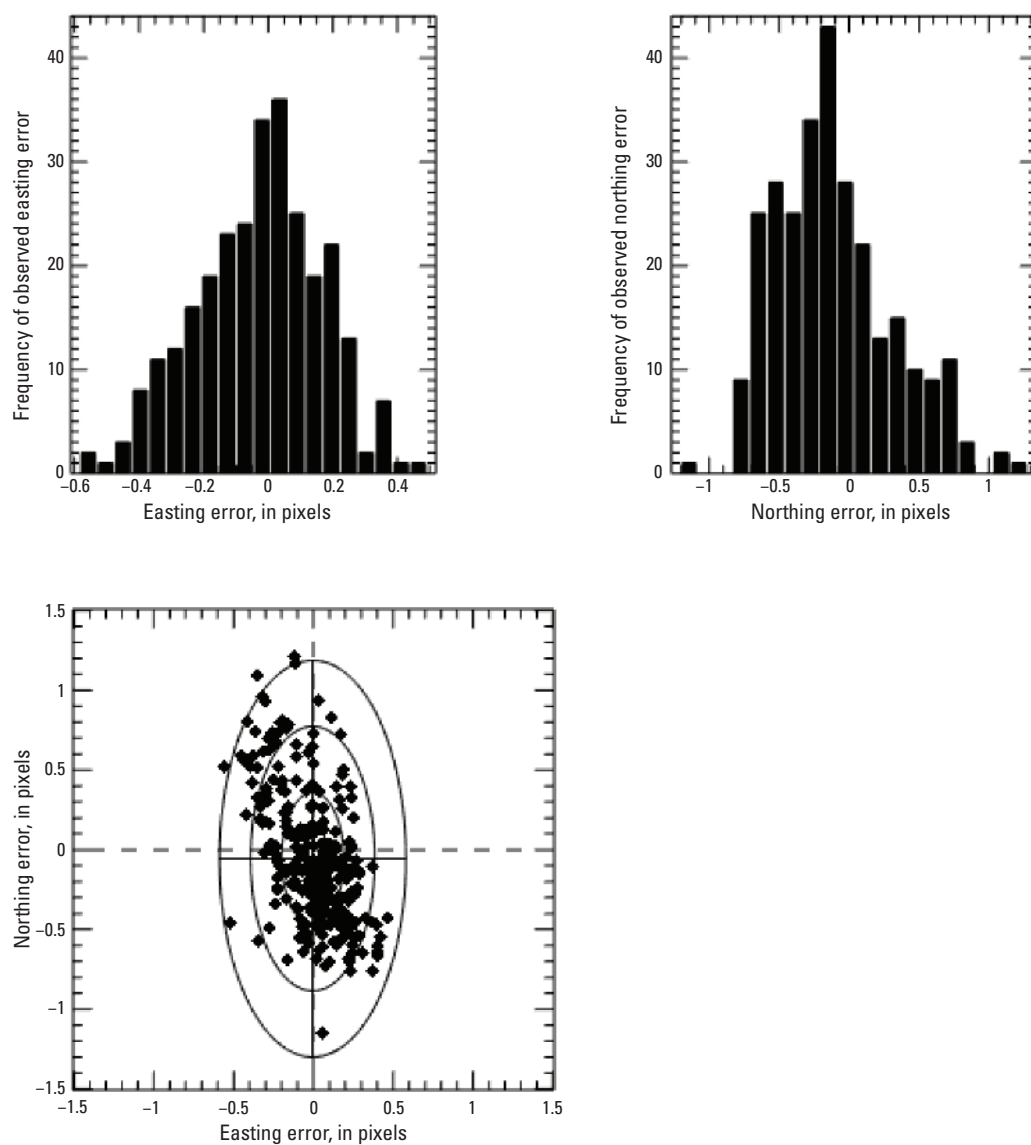 Frequency of observed easting error
40
30
20
10
0
−0.6 −0.4 −0.2 0 0.2 0.4
Easting error, in pixels
Frequency of observed northing error
40
30
20
10
0
−1 −0.5 0 0.5 1
Northing error, in pixels
Northing error, in pixels
1.5
1
0.5
0
−0.5
−1
−1.5
−1.5 −1 −0.5 0 0.5 1 1.5
Easting error, in pixels